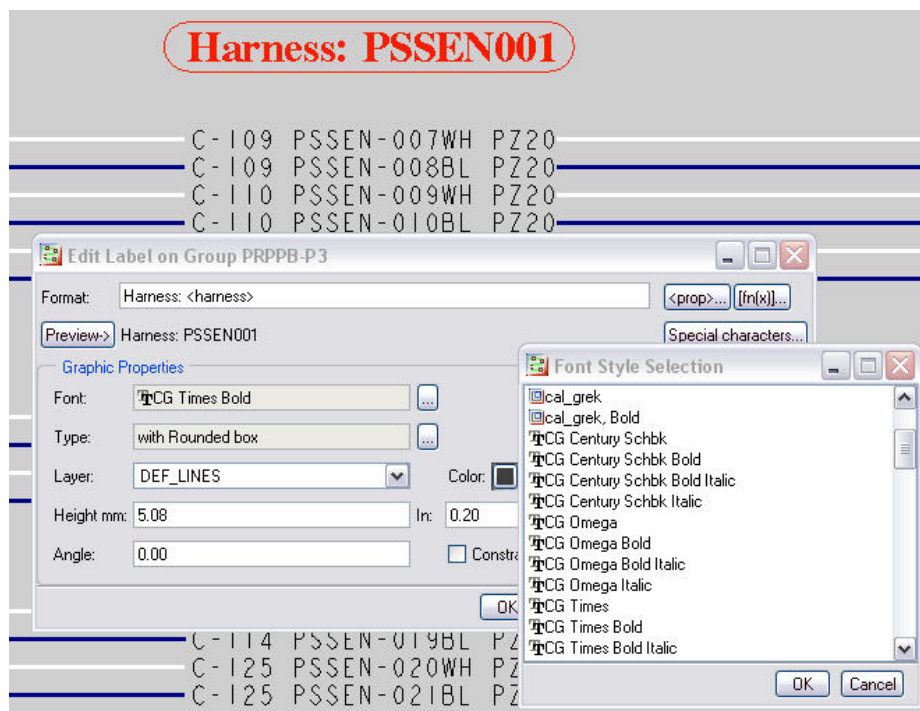 Harness: PSSEN001
C-109 PSSEN-007WH PZ20
C-109 PSSEN-008BL PZ20
C-110 PSSEN-009WH PZ20
C-110 PSSEN-010BL PZ20
Edit Label on Group PRPPB-P3
Format: Harness: <harness> <prop>... [fn(x)]...
Preview-> Harness: PSSEN001 Special characters...
Graphic Properties
Font: CG Times Bold ...
Type: with Rounded box ...
Layer: DEF_LINES Color:
Height mm: 5.08 In: 0.20
Angle: 0.00 Constra
OK
Font Style Selection
cal_grek
cal_grek, Bold
CG Century Schbk
CG Century Schbk Bold
CG Century Schbk Bold Italic
CG Century Schbk Italic
CG Omega
CG Omega Bold
CG Omega Bold Italic
CG Omega Italic
CG Times
CG Times Bold
CG Times Bold Italic
OK Cancel
C-114 PSSEN-019BL PZ
C-125 PSSEN-020WH PZ
C-125 PSSEN-021BL PZ